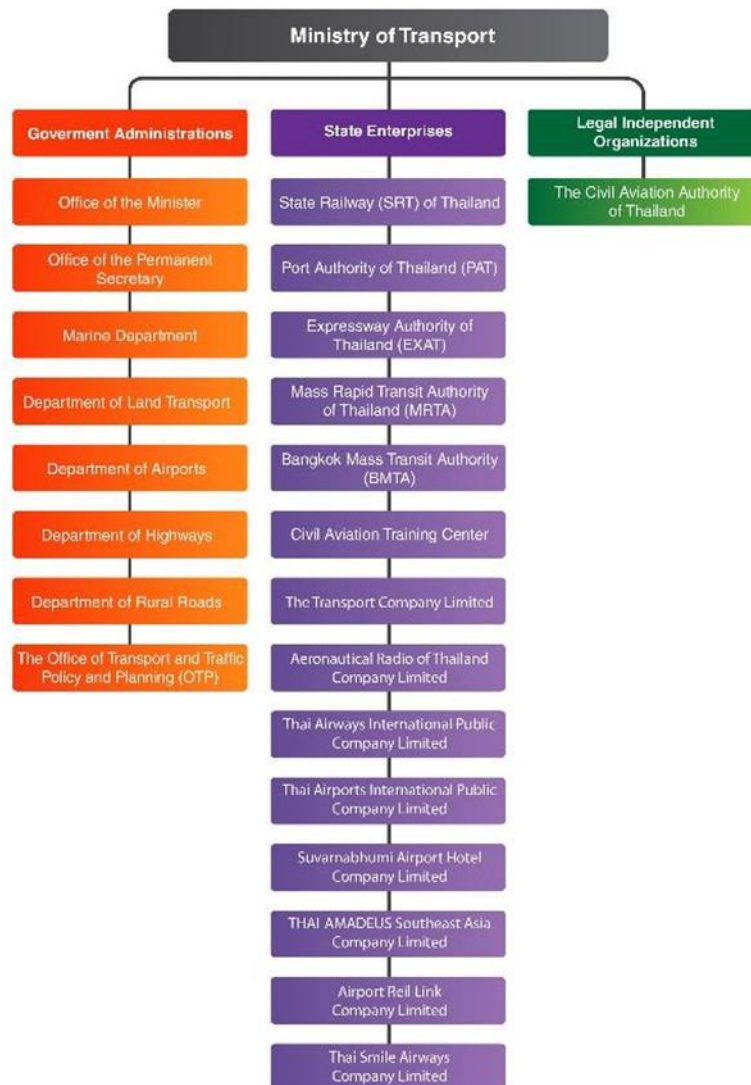 Ministry of Transport
Goverment Administrations
Office of the Minister
Office of the Permanent
Secretary
Marine Department
Department of Land Transport
Department of Airports
Department of Highways
Department of Rural Roads
The Office of Transport and Traffic
Policy and Planning (OTP)
State Enterprises
State Railway (SRT) of Thailand
Port Authority of Thailand (PAT)
Expressway Authority of
Thailand (EXAT)
Mass Rapid Transit Authority
of Thailand (MRTA)
Bangkok Mass Transit Authority
(BMTA)
Civil Aviation Training Center
The Transport Company Limited
Aeronautical Radio of Thailand
Company Limited
Thai Airways International Public
Company Limited
Thai Airports International Public
Company Limited
Suvarnabhumi Airport Hotel
Company Limited
THAI AMADEUS Southeast Asia
Company Limited
Airport Reil Link
Company Limited
Thai Smile Airways
Company Limited
Legal Independent
Organizations
The Civil Aviation Authority
of Thailand